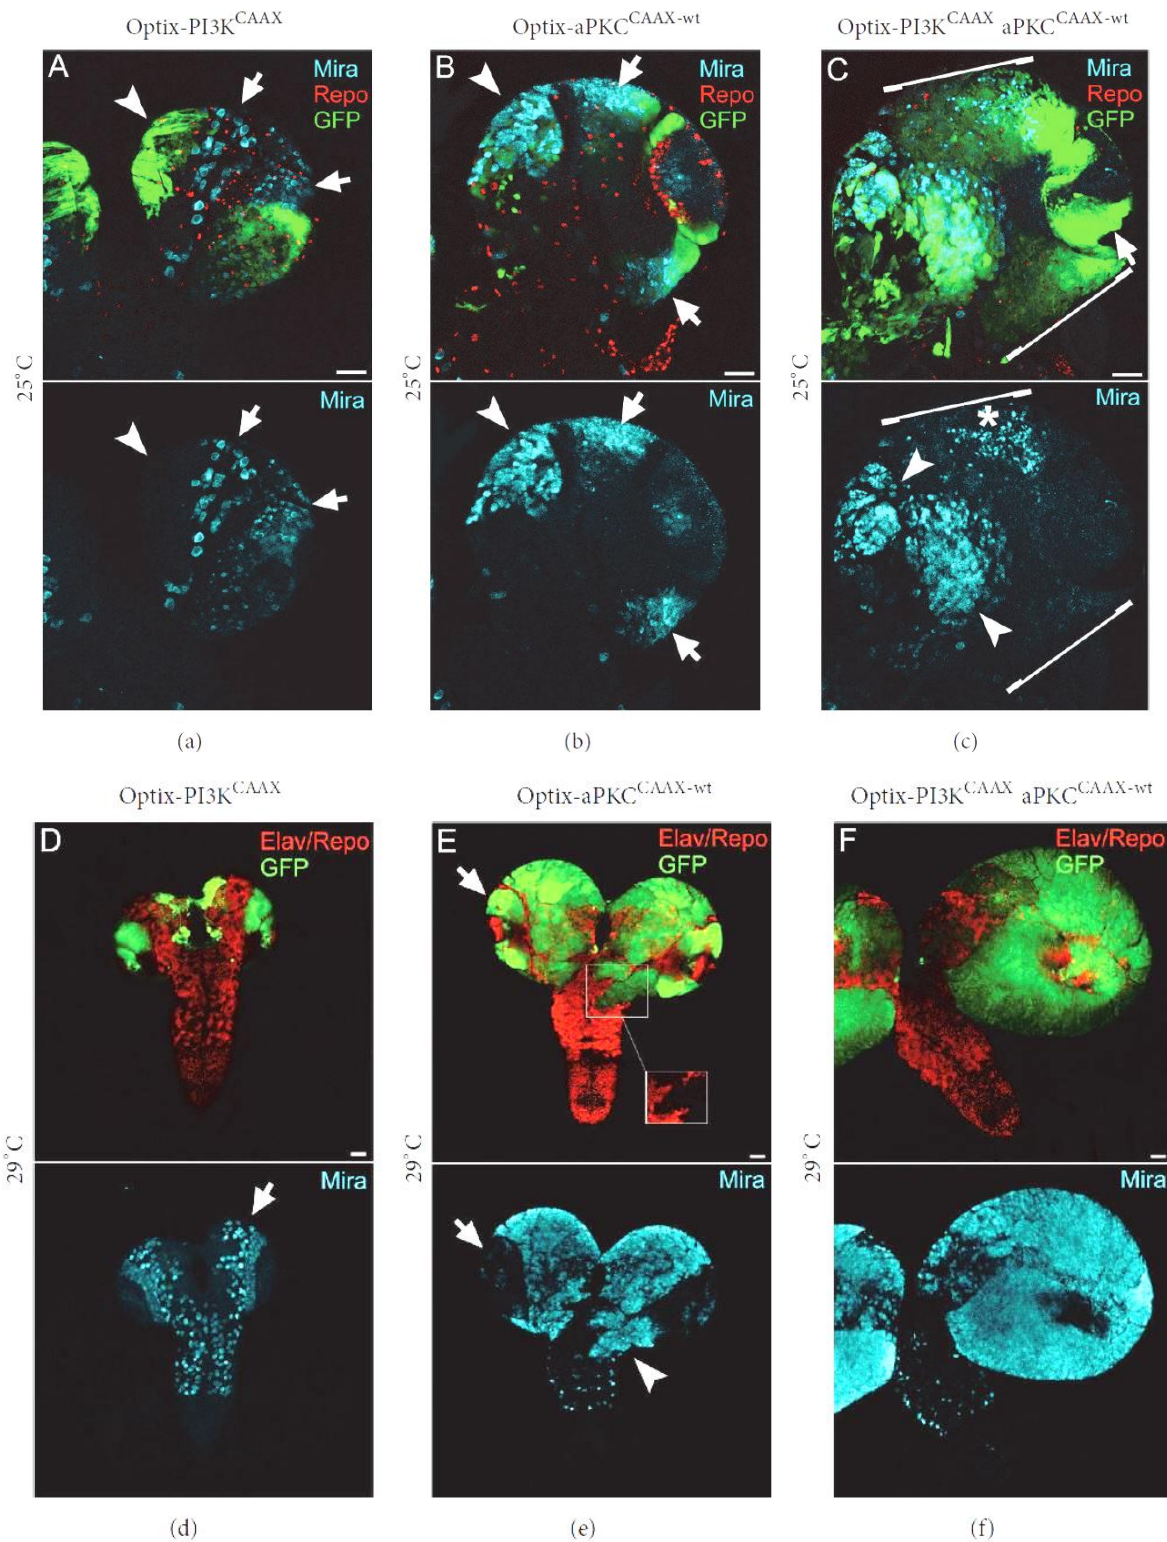 Optix-PI3K^CAAX
Optix-aPKC^CAAX-wt
Optix-PI3K^CAAX aPKC^CAAX-wt
A
Mira
Repo
GFP
B
Mira
Repo
GFP
C
Mira
Repo
GFP
25°C
25°C
25°C
Mira
Mira
Mira
*
(a)
(b)
(c)
Optix-PI3K^CAAX
Optix-aPKC^CAAX-wt
Optix-PI3K^CAAX aPKC^CAAX-wt
D
Elav/Repo
GFP
E
Elav/Repo
GFP
F
Elav/Repo
GFP
29°C
29°C
29°C
Mira
Mira
Mira
(d)
(e)
(f)